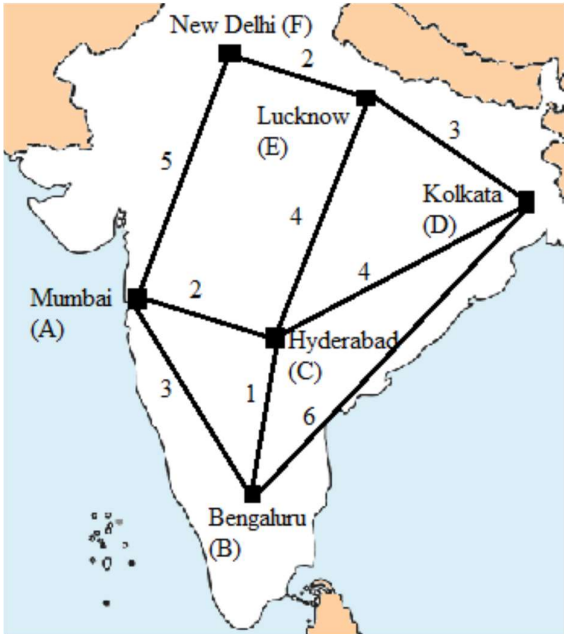 New Delhi (F)
2
Lucknow
(E)
3
5
Kolkata
(D)
4
4
2
Mumbai
(A)
Hyderabad
(C)
3
1
6
Bengaluru
(B)